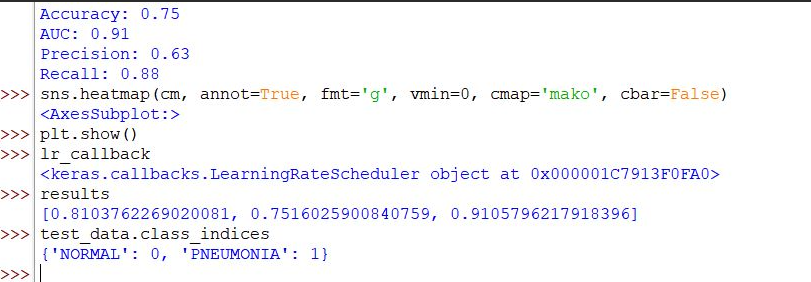 Accuracy: 0.75
AUC: 0.91
Precision: 0.63
Recall: 0.88
>>> sns.heatmap(cm, annot=True, fmt='g', vmin=0, cmap='mako', cbar=False)
<AxesSubplot:>
>>> plt.show()
>>> lr_callback
<keras.callbacks.LearningRateScheduler object at 0x000001C7913F0FA0>
>>> results
[0.8103762269020081, 0.7516025900840759, 0.9105796217918396]
>>> test_data.class_indices
{'NORMAL': 0, 'PNEUMONIA': 1}
>>>